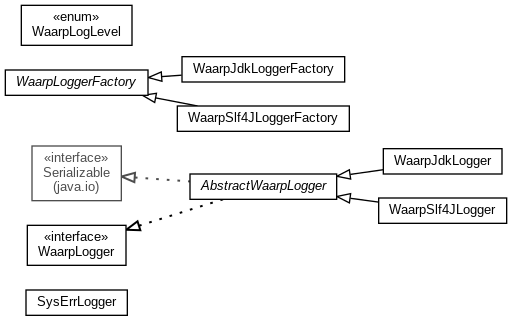 «enum»
WaarpLogLevel
WaarpLoggerFactory
WaarpJdkLoggerFactory
WaarpSlf4JLoggerFactory
«interface»
Serializable
(java.io)
AbstractWaarpLogger
WaarpJdkLogger
WaarpSlf4JLogger
«interface»
WaarpLogger
SysErrLogger